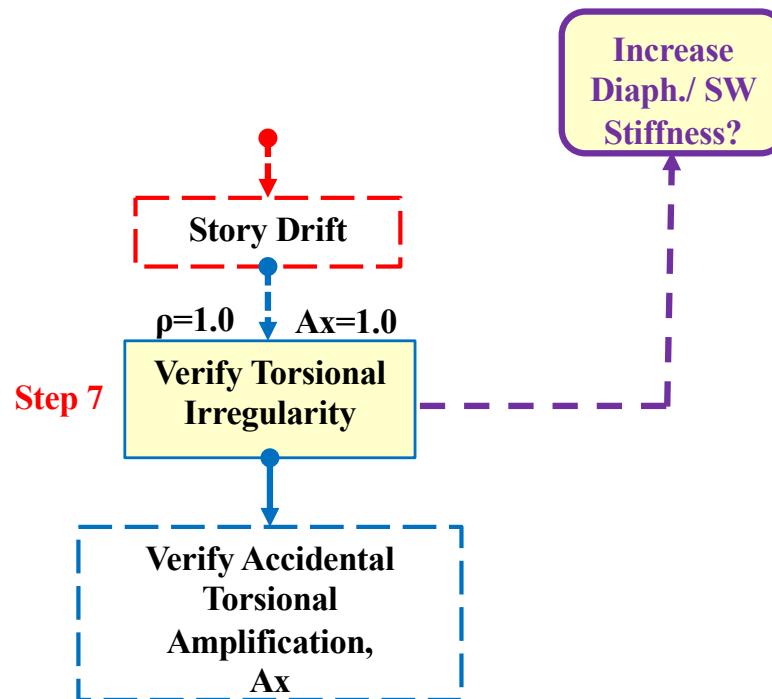 Increase
Diaph./ SW
Stiffness?
Story Drift
ρ=1.0 Ax=1.0
Step 7
Verify Torsional
Irregularity
Verify Accidental
Torsional
Amplification,
Ax